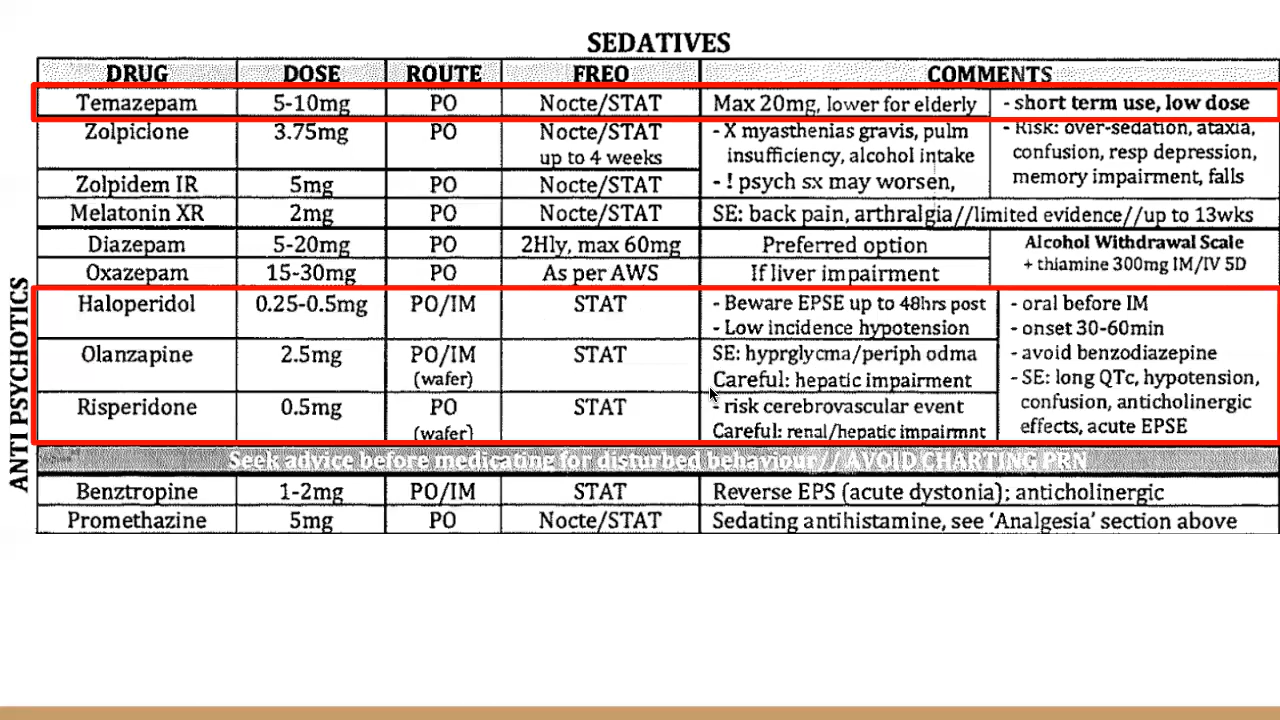 SEDATIVES
DRUG DOSE ROUTE FREQ COMMENTS
Temazepam 5-10mg PO Nocte/STAT Max 20mg, lower for elderly - short term use, low dose
Zolpiclone 3.75mg PO Nocte/STAT - X myasthenias gravis, pulm - Risk: over-sedation, ataxia,
up to 4 weeks insufficiency, alcohol intake confusion, resp depression,
Zolpidem IR 5mg PO Nocte/STAT - ! psych sx may worsen, memory impairment, falls
Melatonin XR 2mg PO Nocte/STAT SE: back pain, arthralgia//limited evidence//up to 13wks
Diazepam 5-20mg PO 2Hly, max 60mg Preferred option Alcohol Withdrawal Scale
+ thiamine 300mg IM/IV 5D
Oxazepam 15-30mg PO As per AWS If liver impairment
ANTI PSYCHOTICS
Haloperidol 0.25-0.5mg PO/IM STAT - Beware EPSE up to 48hrs post - oral before IM
- Low incidence hypotension - onset 30-60min
Olanzapine 2.5mg PO/IM STAT SE: hyprglycma/periph odma - avoid benzodiazepine
(wafer) Careful: hepatic impairment - SE: long QTc, hypotension,
Risperidone 0.5mg PO STAT - risk cerebrovascular event confusion, anticholinergic
(wafer) Careful: renal/hepatic impairmnt effects, acute EPSE
Seek advice before medicating for disturbed behaviour // AVOID CHARTING PRN
Benztropine 1-2mg PO/IM STAT Reverse EPS (acute dystonia); anticholinergic
Promethazine 5mg PO Nocte/STAT Sedating antihistamine, see 'Analgesia' section above